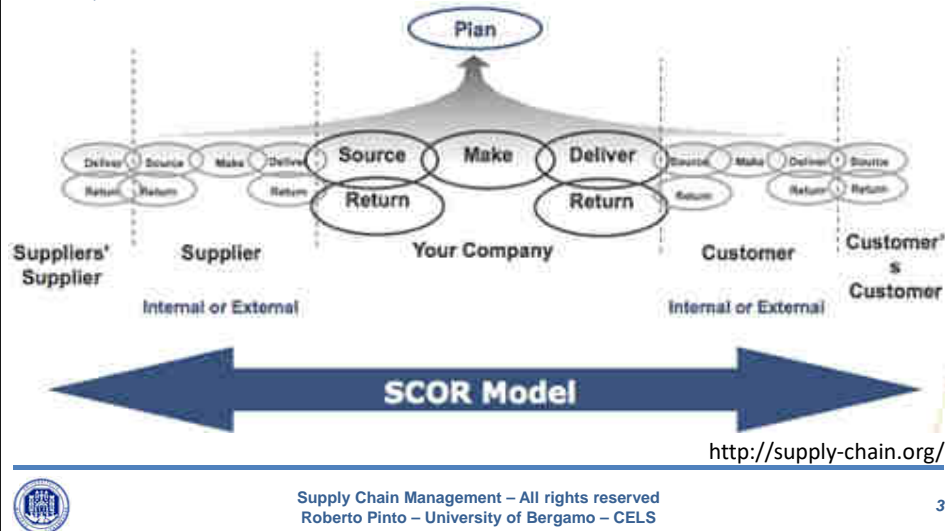 Plan
Deliver Source Make Deliver Source Make Deliver Source Make Deliver Source
Return Return Return Return Return Return Return Return
Suppliers'
Supplier
Supplier
Your Company
Customer
Customer'
s
Customer
Internal or External
Internal or External
SCOR Model
http://supply-chain.org/
Supply Chain Management – All rights reserved
Roberto Pinto – University of Bergamo – CELS
3